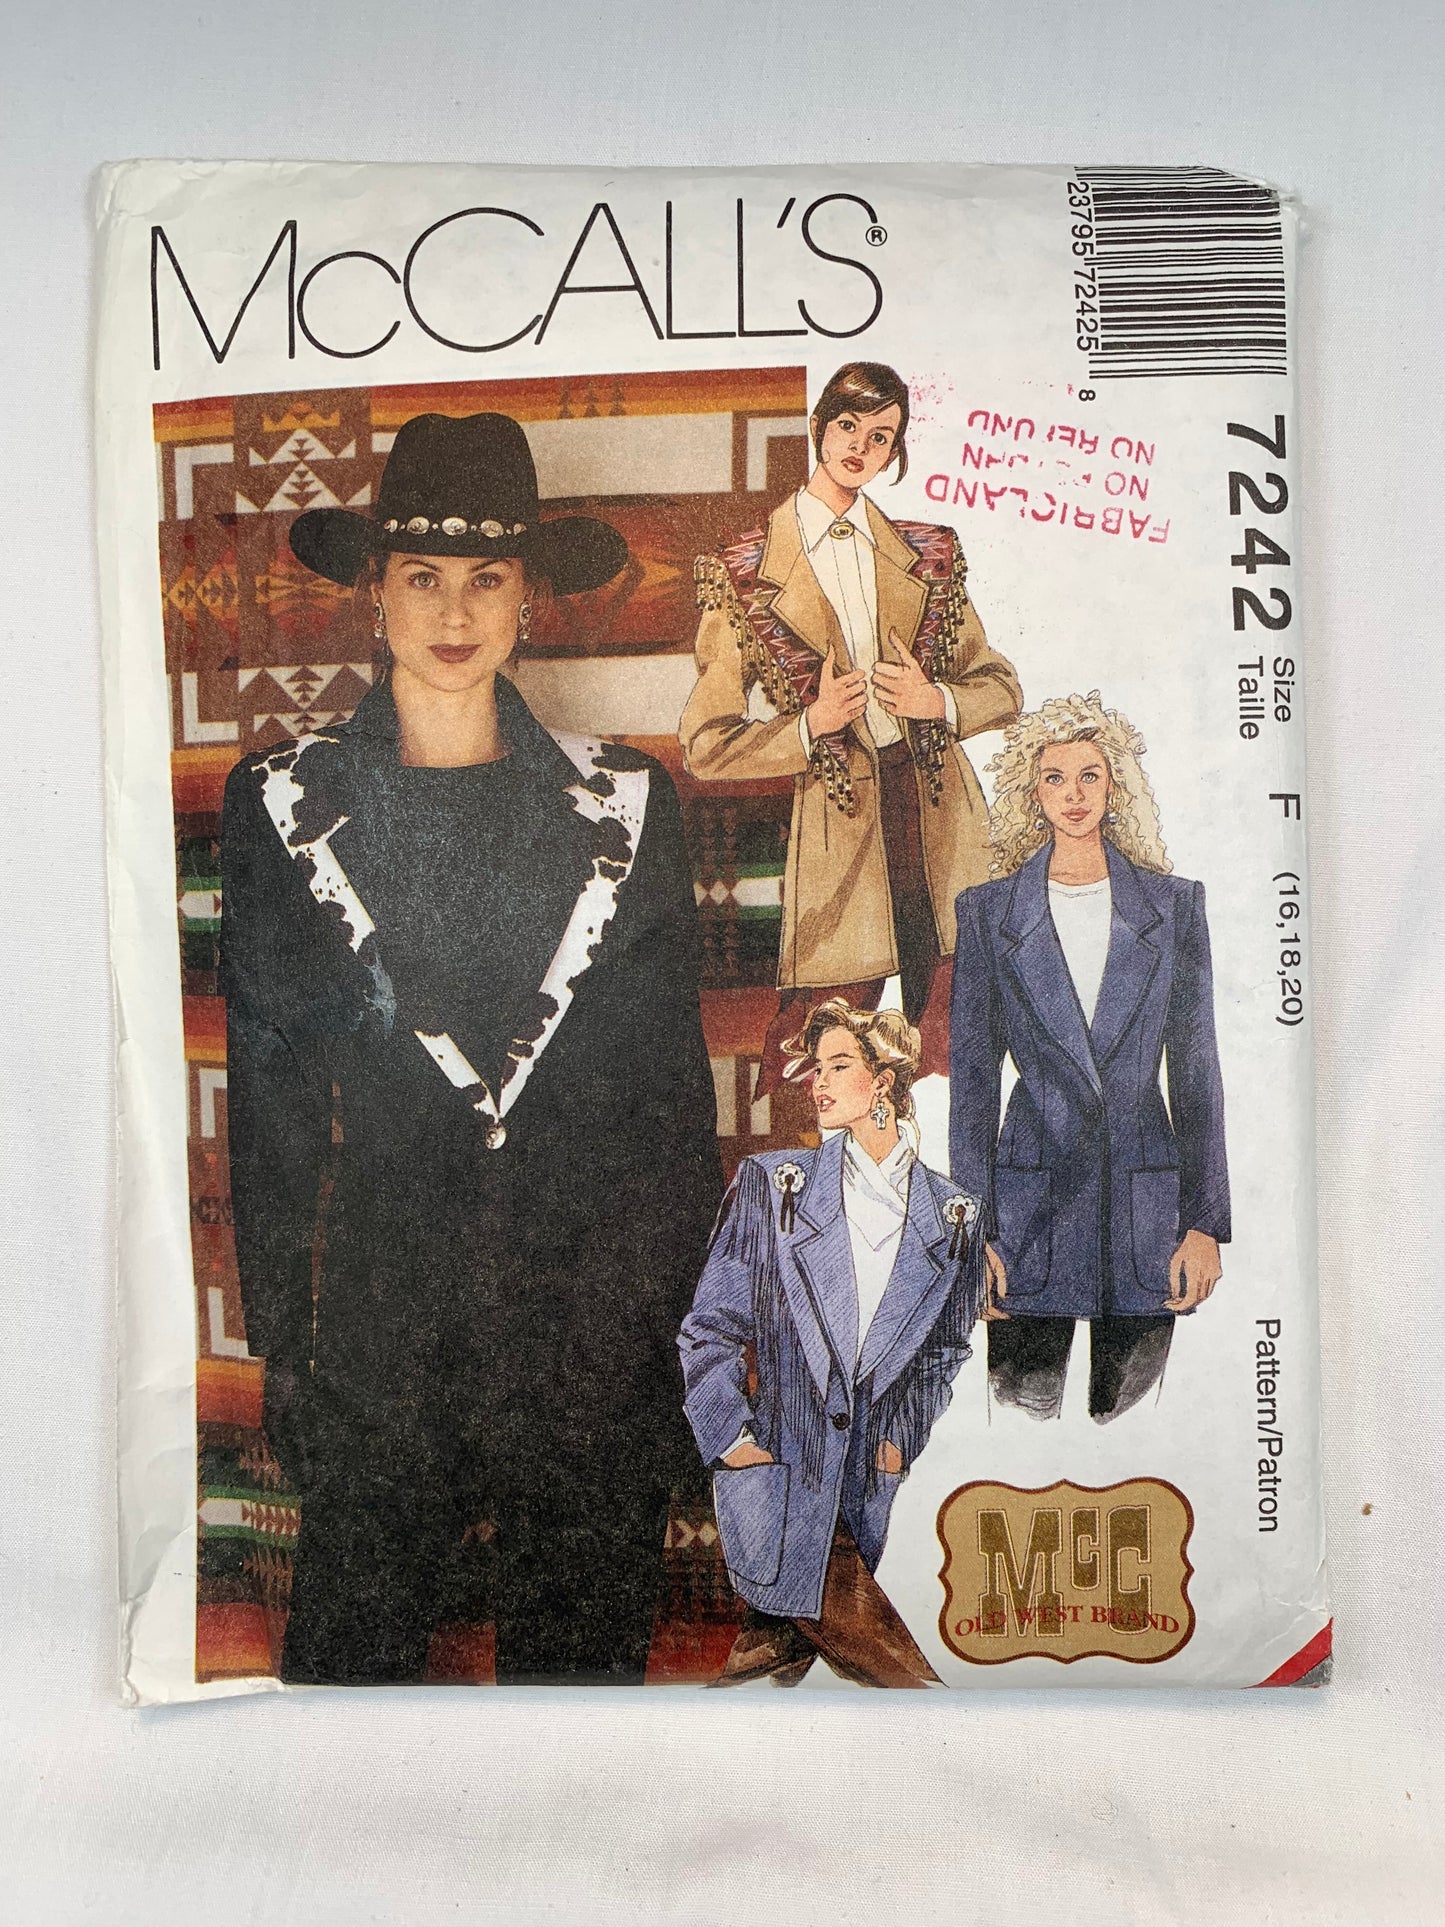 McCALL'S®
23795 72425 8
FABRICLAND
NO RETURN
NO REFUND
7242
Size
Taille
F (16,18,20)
Pattern/Patron
McC
OLD WEST BRAND